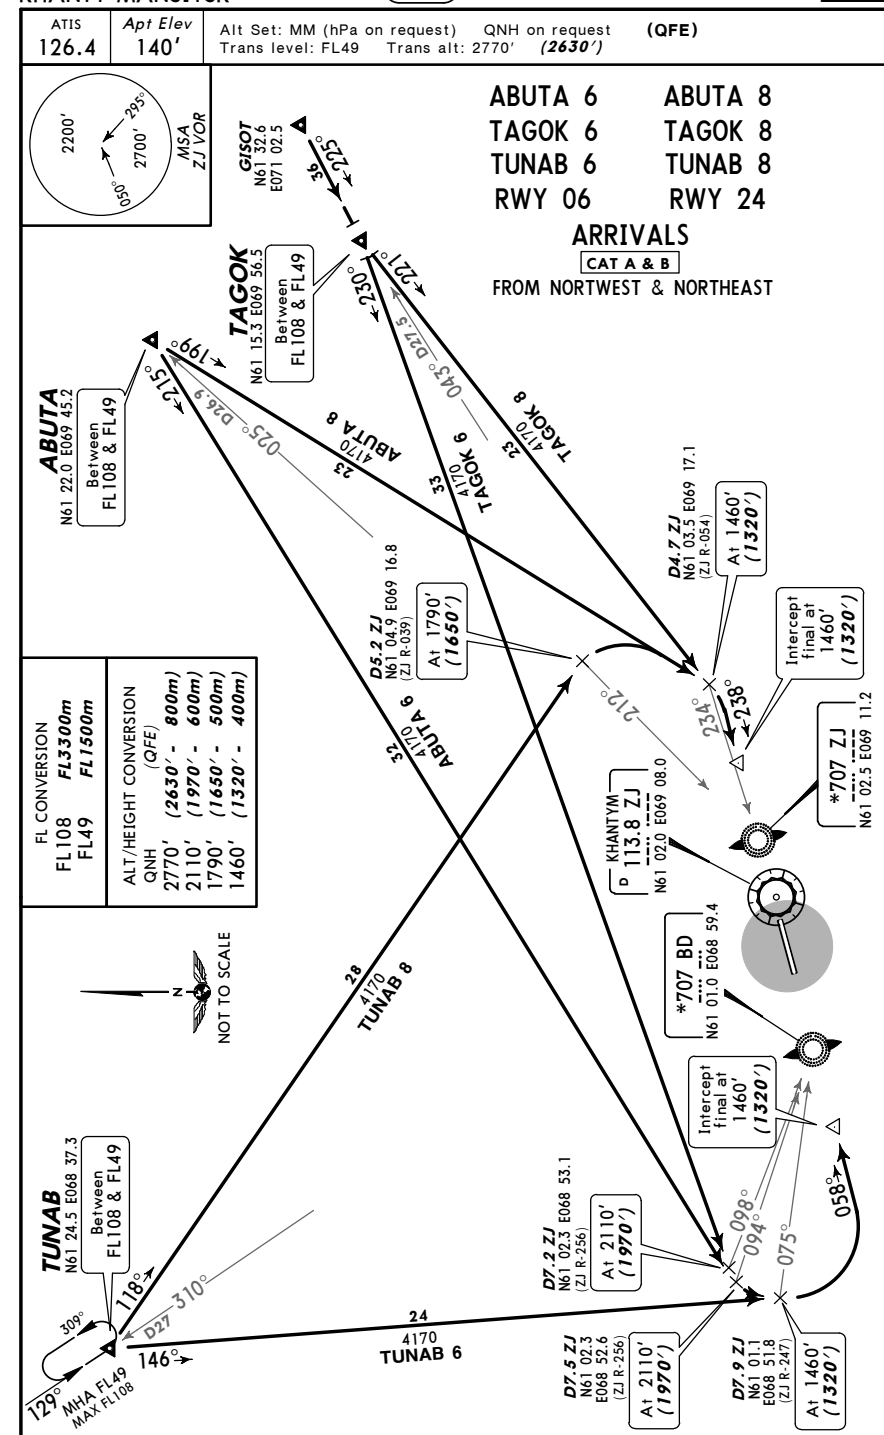 ATIS
126.4
Apt Elev
140'
Alt Set: MM (hPa on request) QNH on request (QFE)
Trans level: FL49 Trans alt: 2770' (2630')
2200'
2700'
295°
050°
MSA
ZJ VOR
GISOT
N61 32.6
E071 02.5
225°
36
ABUTA 6 ABUTA 8
TAGOK 6 TAGOK 8
TUNAB 6 TUNAB 8
RWY 06 RWY 24
ARRIVALS
CAT A & B
FROM NORTWEST & NORTHEAST
TAGOK
N61 15.3 E069 56.5
Between
FL108 & FL49
230°
221°
043° D27.5
ABUTA
N61 22.0 E069 45.2
Between
FL108 & FL49
215°
199°
D26.9
025°
23
4170
ABUTA 8
33
4170
TAGOK 6
23
4170
TAGOK 8
32
4170
ABUTA 6
D4.7 ZJ
N61 03.5 E069 17.1
(ZJ R-054)
At 1460'
(1320')
D5.2 ZJ
N61 04.9 E069 16.8
(ZJ R-039)
At 1790'
(1650')
Intercept
final at
1460'
(1320')
212°
234°
238°
*707 ZJ
N61 02.5 E069 11.2
KHANTYM
D 113.8 ZJ
N61 02.0 E069 08.0
*707 BD
N61 01.0 E068 59.4
FL CONVERSION
FL108 FL3300m
FL49 FL1500m
ALT/HEIGHT CONVERSION
QNH (QFE)
2770' (2630' - 800m)
2110' (1970' - 600m)
1790' (1650' - 500m)
1460' (1320' - 400m)
N
NOT TO SCALE
28
4170
TUNAB 8
TUNAB
N61 24.5 E068 37.3
Between
FL108 & FL49
118°
D27
310°
309°
129°
MHA FL49
MAX FL108
146°
24
4170
TUNAB 6
Intercept
final at
1460'
(1320')
098°
094°
075°
058°
D7.2 ZJ
N61 02.3 E068 53.1
(ZJ R-256)
At 2110'
(1970')
D7.5 ZJ
N61 02.3
E068 52.6
(ZJ R-256)
At 2110'
(1970')
D7.9 ZJ
N61 01.1
E068 51.8
(ZJ R-247)
At 1460'
(1320')